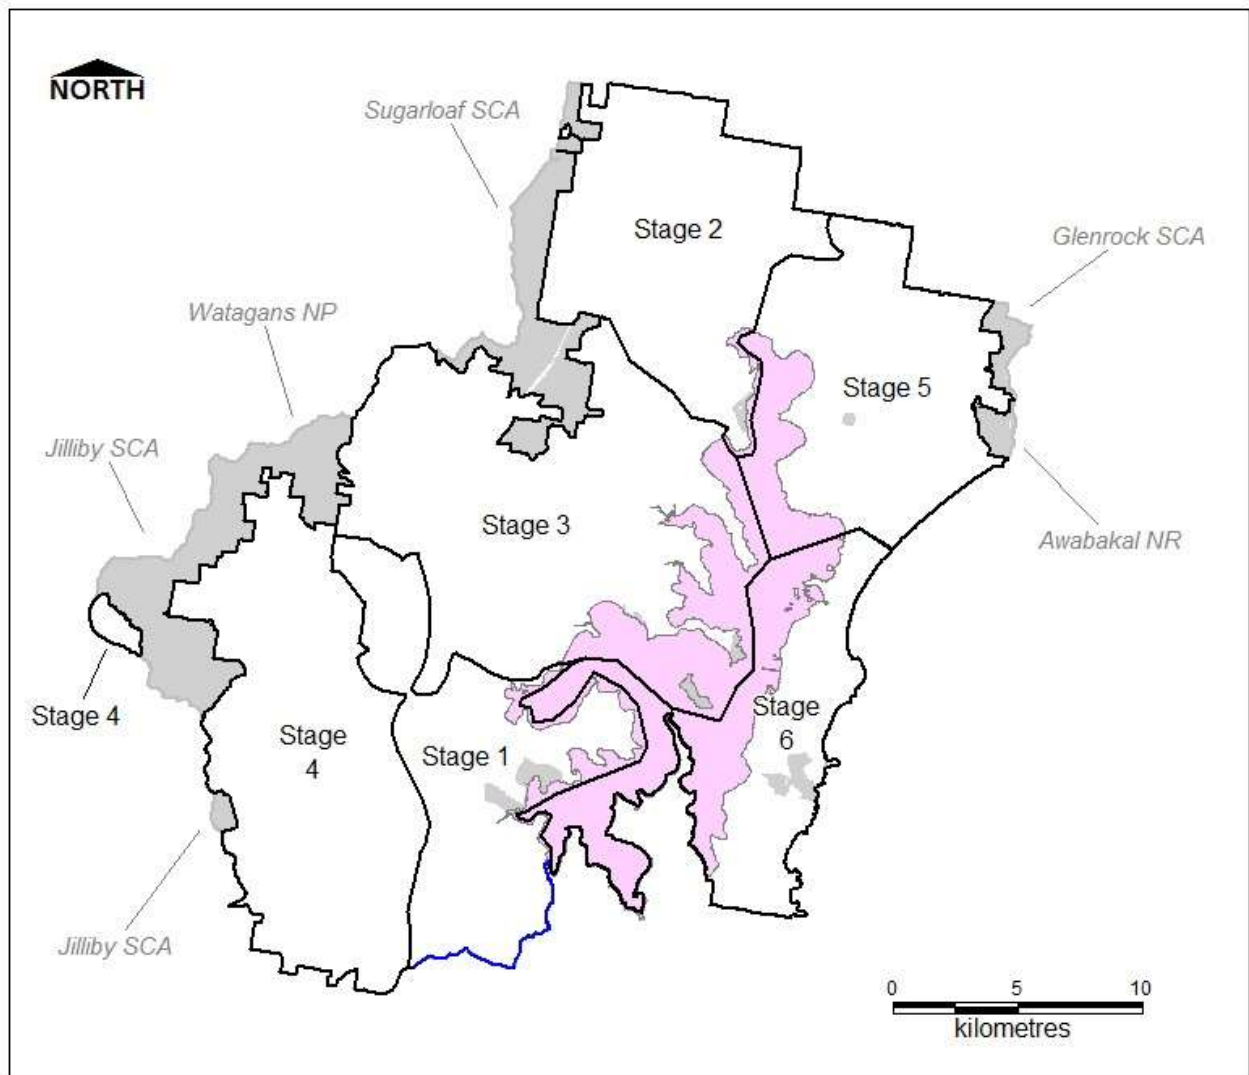 NORTH
Sugarloaf SCA
Stage 2
Glenrock SCA
Watagans NP
Stage 5
Jilliby SCA
Stage 3
Awabakal NR
Stage 4
Stage
4
Stage 1
Stage
6
Jilliby SCA
0 5 10
kilometres